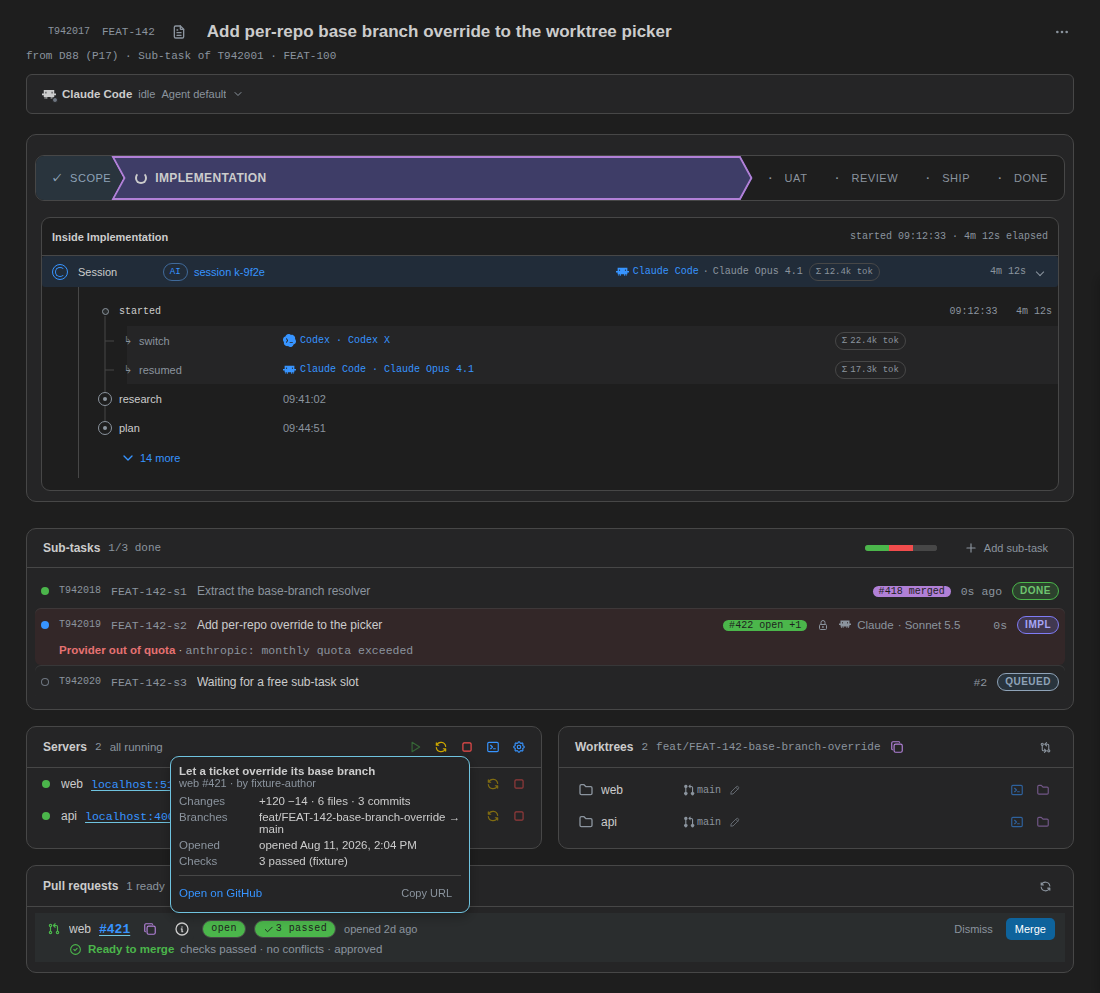 T942017 FEAT-142 Add per-repo base branch override to the worktree picker
from D88 (P17) · Sub-task of T942001 · FEAT-100
Claude Code idle Agent default
SCOPE IMPLEMENTATION · UAT · REVIEW · SHIP · DONE
Inside Implementation started 09:12:33 · 4m 12s elapsed
Session AI session k-9f2e Claude Code · Claude Opus 4.1 Σ 12.4k tok 4m 12s
started 09:12:33 4m 12s
↳ switch Codex · Codex X Σ 22.4k tok
↳ resumed Claude Code · Claude Opus 4.1 Σ 17.3k tok
research 09:41:02
plan 09:44:51
14 more
Sub-tasks 1/3 done + Add sub-task
T942018 FEAT-142-s1 Extract the base-branch resolver #418 merged 0s ago DONE
T942019 FEAT-142-s2 Add per-repo override to the picker #422 open +1 Claude · Sonnet 5.5 0s IMPL
Provider out of quota · anthropic: monthly quota exceeded
T942020 FEAT-142-s3 Waiting for a free sub-task slot #2 QUEUED
Servers 2 all running
web
api
Let a ticket override its base branch
web #421 · by fixture-author
Changes +120 −14 · 6 files · 3 commits
Branches feat/FEAT-142-base-branch-override →
main
Opened opened Aug 11, 2026, 2:04 PM
Checks 3 passed (fixture)
Open on GitHub Copy URL
Worktrees 2 feat/FEAT-142-base-branch-override
web main
api main
Pull requests 1 ready
web #421 open 3 passed opened 2d ago Dismiss Merge
Ready to merge checks passed · no conflicts · approved